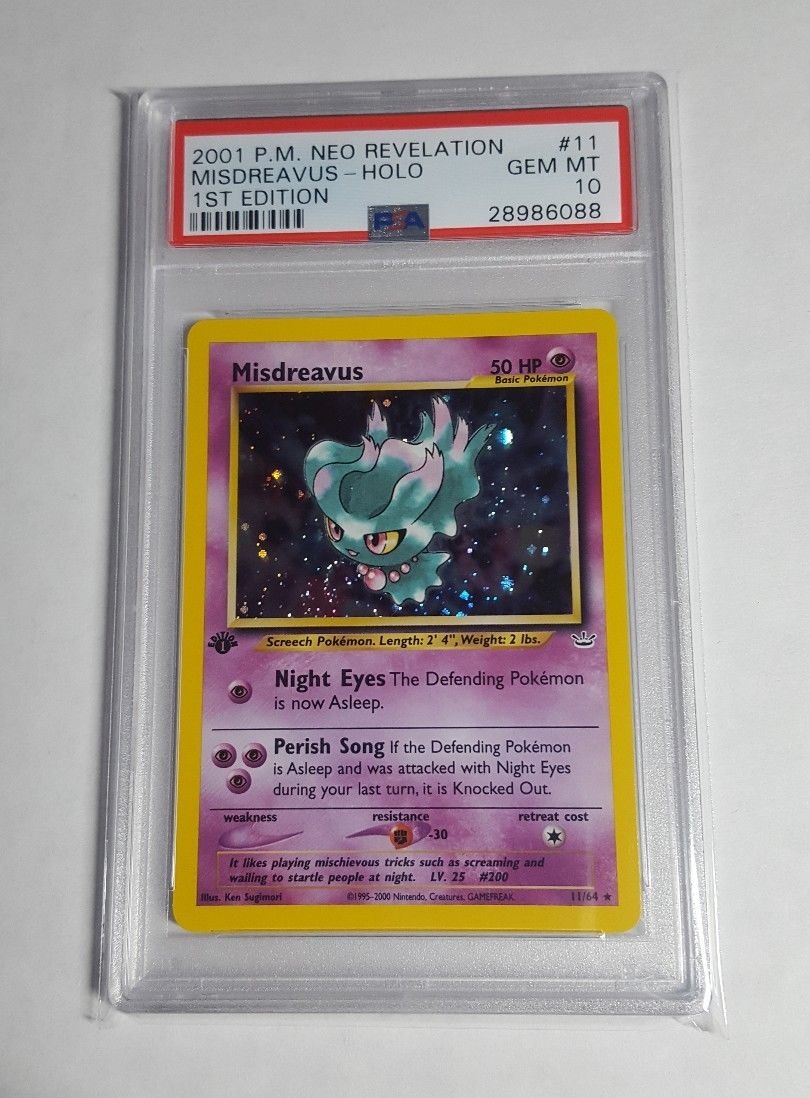 2001 P.M. NEO REVELATION #11
MISDREAVUS - HOLO GEM MT
1ST EDITION 10
PSA 28986088
Misdreavus 50 HP
Basic Pokémon
EDITION
1
Screech Pokémon. Length: 2' 4", Weight: 2 lbs.
Night Eyes The Defending Pokémon
is now Asleep.
Perish Song If the Defending Pokémon
is Asleep and was attacked with Night Eyes
during your last turn, it is Knocked Out.
weakness resistance retreat cost
-30
It likes playing mischievous tricks such as screaming and
wailing to startle people at night. LV. 25 #200
Illus. Ken Sugimori ©1995-2000 Nintendo, Creatures, GAMEFREAK. 11/64 ★